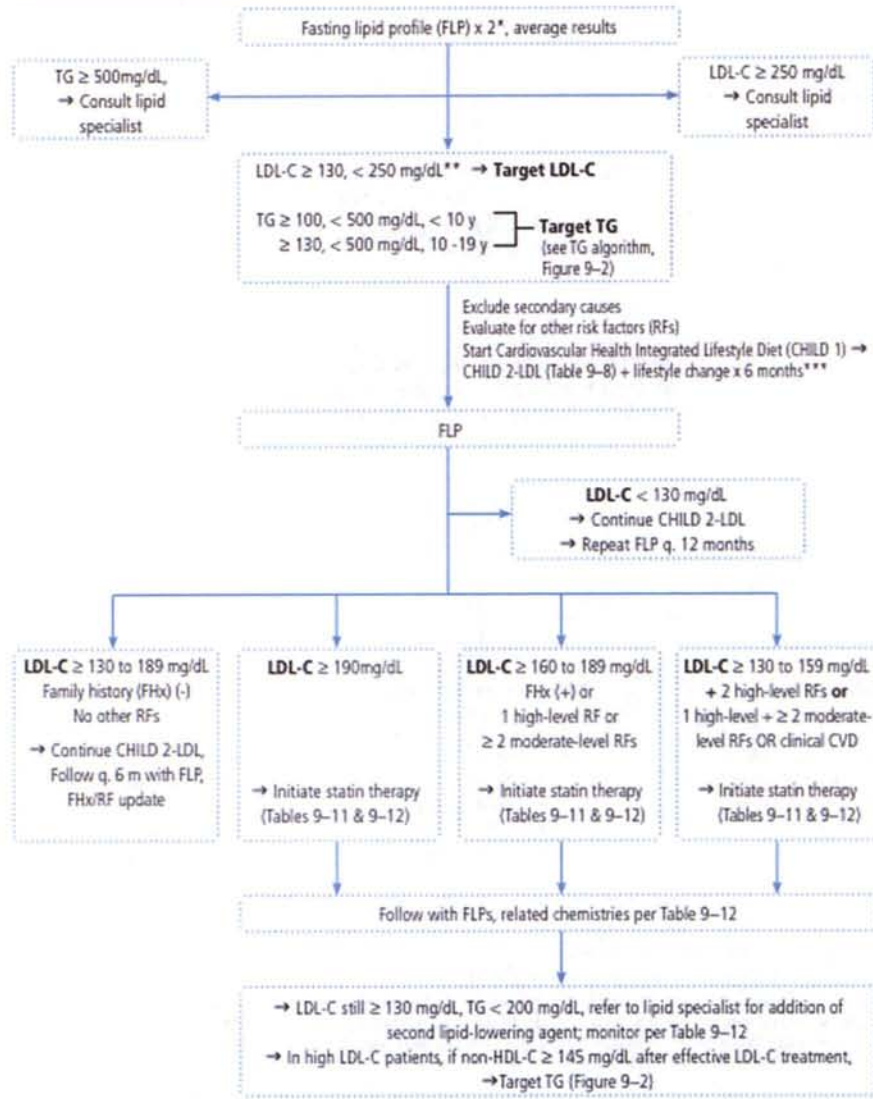 Fasting lipid profile (FLP) x 2*, average results
TG ≥ 500mg/dL,
→ Consult lipid
specialist
LDL-C ≥ 250 mg/dL
→ Consult lipid
specialist
LDL-C ≥ 130, < 250 mg/dL** → Target LDL-C
TG ≥ 100, < 500 mg/dL, < 10 y
≥ 130, < 500 mg/dL, 10 -19 y
Target TG
(see TG algorithm,
Figure 9–2)
Exclude secondary causes
Evaluate for other risk factors (RFs)
Start Cardiovascular Health Integrated Lifestyle Diet (CHILD 1) →
CHILD 2-LDL (Table 9–8) + lifestyle change x 6 months***
FLP
LDL-C < 130 mg/dL
→ Continue CHILD 2-LDL
→ Repeat FLP q. 12 months
LDL-C ≥ 130 to 189 mg/dL
Family history (FHx) (-)
No other RFs
→ Continue CHILD 2-LDL,
Follow q. 6 m with FLP,
FHx/RF update
LDL-C ≥ 190mg/dL
→ Initiate statin therapy
(Tables 9–11 & 9–12)
LDL-C ≥ 160 to 189 mg/dL
FHx (+) or
1 high-level RF or
≥ 2 moderate-level RFs
→ Initiate statin therapy
(Tables 9–11 & 9–12)
LDL-C ≥ 130 to 159 mg/dL
+ 2 high-level RFs or
1 high-level + ≥ 2 moderate-
level RFs OR clinical CVD
→ Initiate statin therapy
(Tables 9–11 & 9–12)
Follow with FLPs, related chemistries per Table 9–12
→ LDL-C still ≥ 130 mg/dL, TG < 200 mg/dL, refer to lipid specialist for addition of
second lipid-lowering agent; monitor per Table 9–12
→ In high LDL-C patients, if non-HDL-C ≥ 145 mg/dL after effective LDL-C treatment,
→Target TG (Figure 9–2)